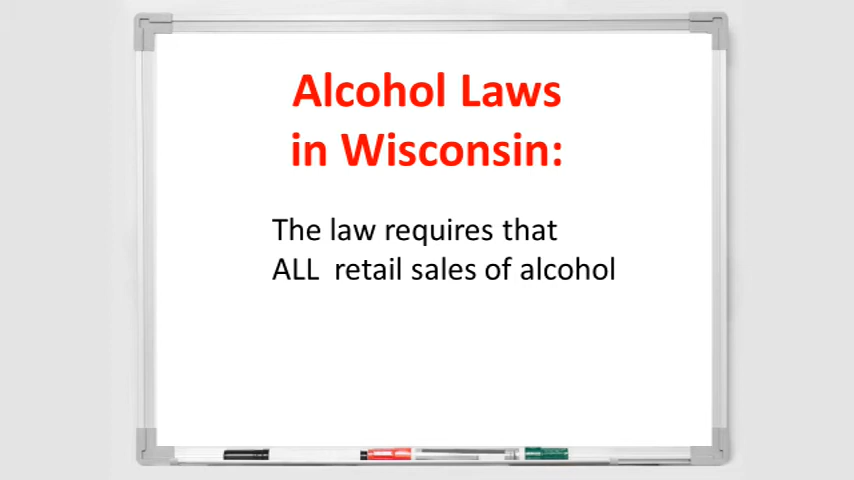 Alcohol Laws
in Wisconsin:
The law requires that
ALL  retail sales of alcohol